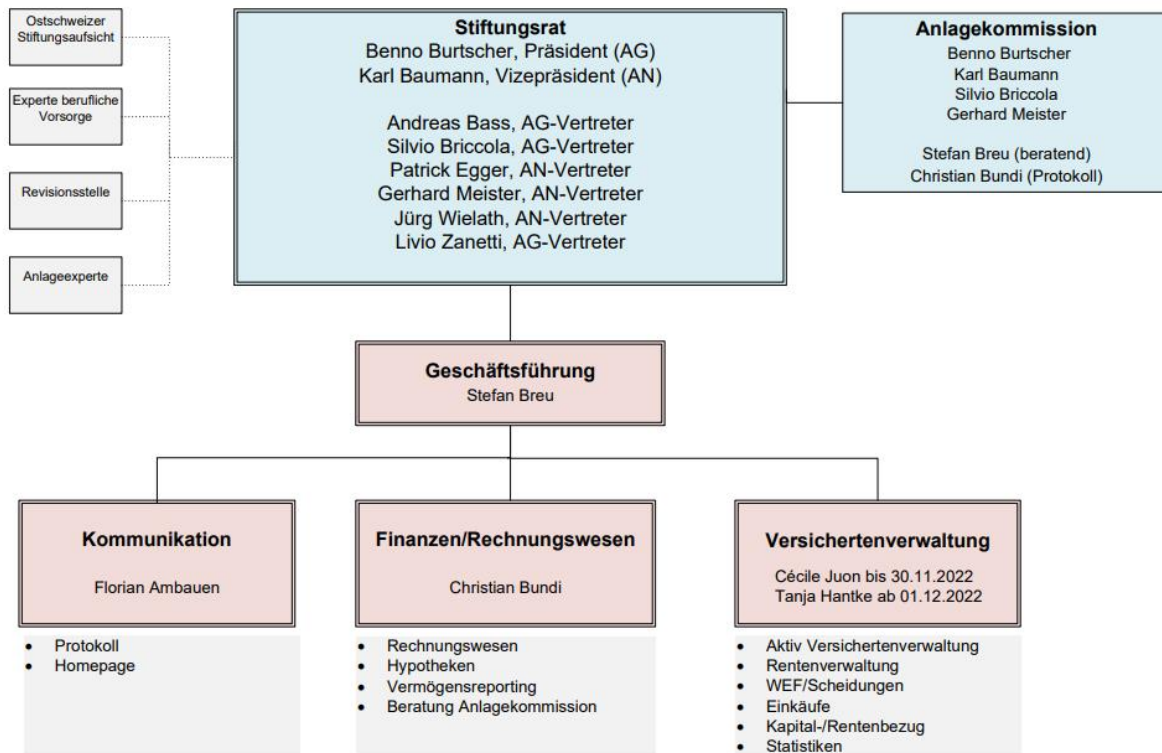 Ostschweizer
Stiftungsaufsicht
Experte berufliche
Vorsorge
Revisionsstelle
Anlageexperte
Stiftungsrat
Benno Burtscher, Präsident (AG)
Karl Baumann, Vizepräsident (AN)
Andreas Bass, AG-Vertreter
Silvio Briccola, AG-Vertreter
Patrick Egger, AN-Vertreter
Gerhard Meister, AN-Vertreter
Jürg Wielath, AN-Vertreter
Livio Zanetti, AG-Vertreter
Anlagekommission
Benno Burtscher
Karl Baumann
Silvio Briccola
Gerhard Meister
Stefan Breu (beratend)
Christian Bundi (Protokoll)
Geschäftsführung
Stefan Breu
Kommunikation
Florian Ambauen
• Protokoll
• Homepage
Finanzen/Rechnungswesen
Christian Bundi
• Rechnungswesen
• Hypotheken
• Vermögensreporting
• Beratung Anlagekommission
Versichertenverwaltung
Cécile Juon bis 30.11.2022
Tanja Hantke ab 01.12.2022
• Aktiv Versichertenverwaltung
• Rentenverwaltung
• WEF/Scheidungen
• Einkäufe
• Kapital-/Rentenbezug
• Statistiken